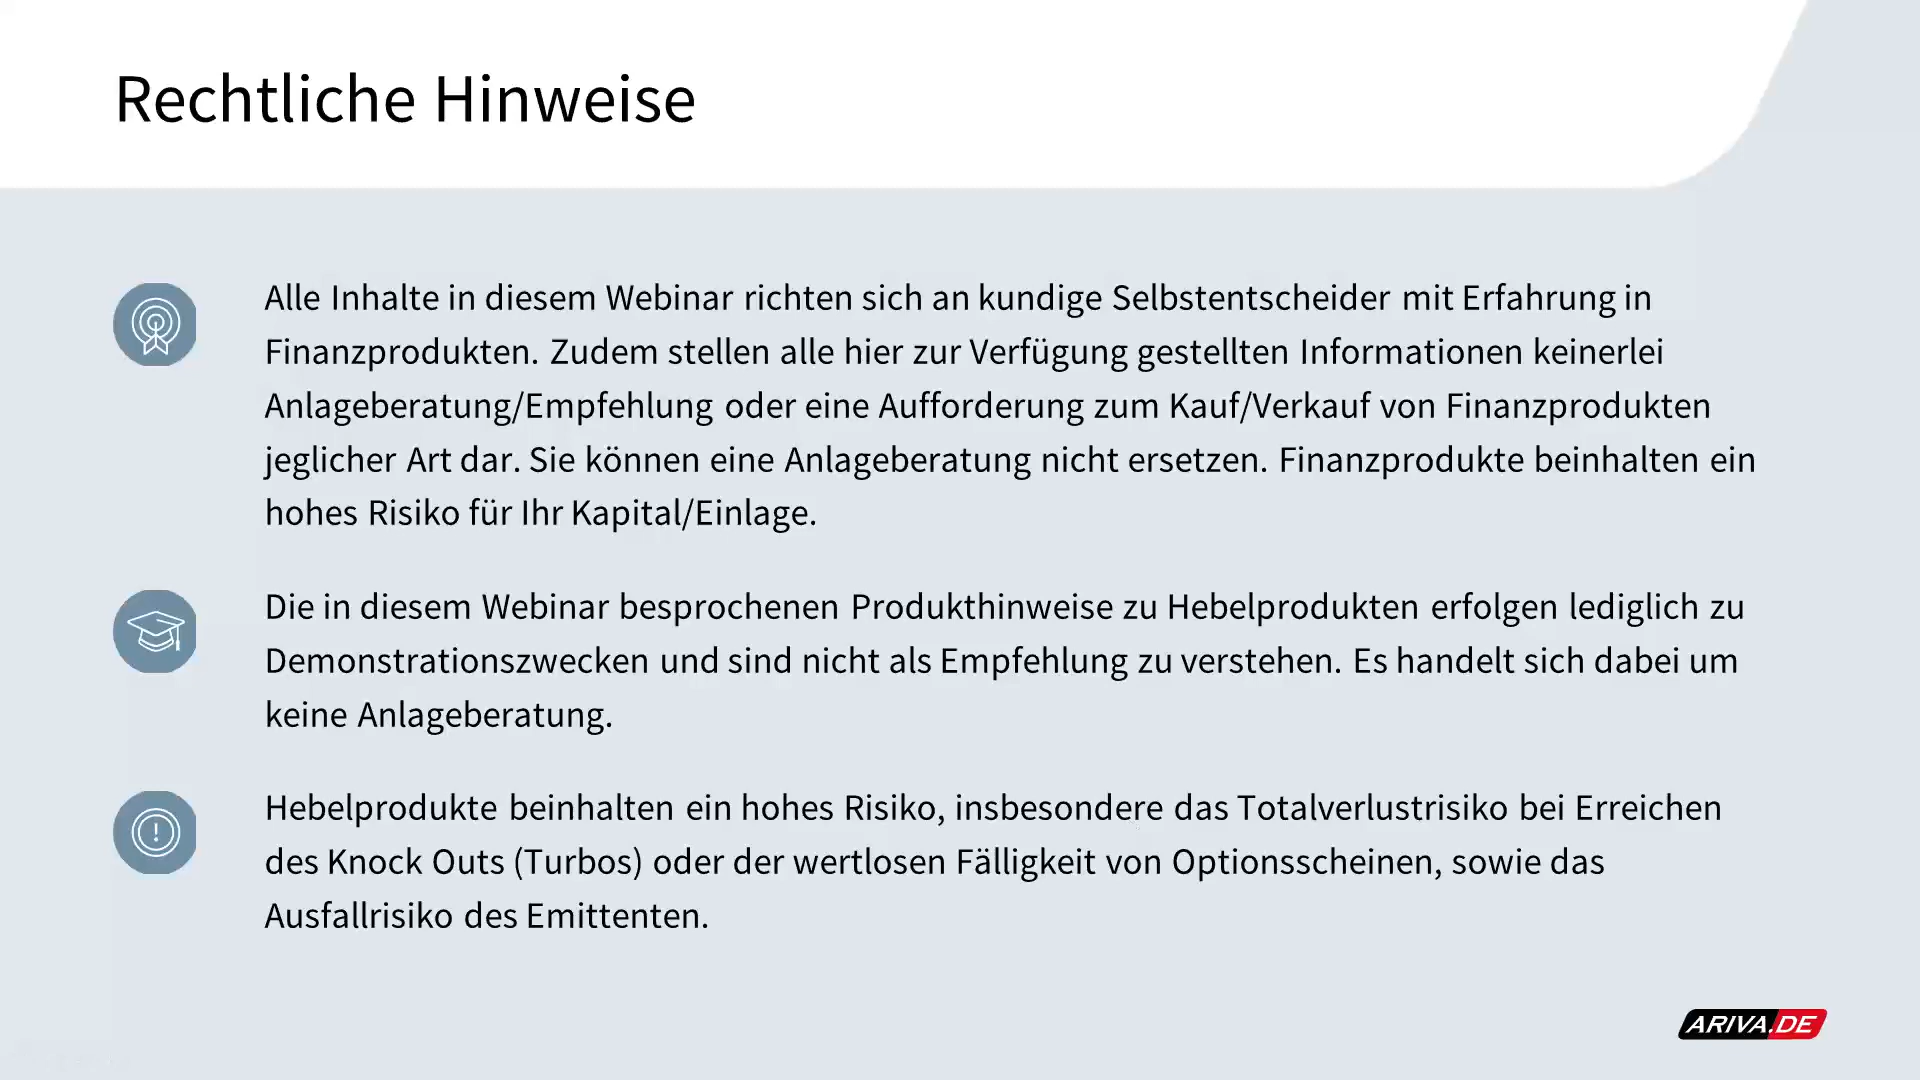 Rechtliche Hinweise
Alle Inhalte in diesem Webinar richten sich an kundige Selbstentscheider mit Erfahrung in
Finanzprodukten. Zudem stellen alle hier zur Verfügung gestellten Informationen keinerlei
Anlageberatung/Empfehlung oder eine Aufforderung zum Kauf/Verkauf von Finanzprodukten
jeglicher Art dar. Sie können eine Anlageberatung nicht ersetzen. Finanzprodukte beinhalten ein
hohes Risiko für Ihr Kapital/Einlage.
Die in diesem Webinar besprochenen Produkthinweise zu Hebelprodukten erfolgen lediglich zu
Demonstrationszwecken und sind nicht als Empfehlung zu verstehen. Es handelt sich dabei um
keine Anlageberatung.
Hebelprodukte beinhalten ein hohes Risiko, insbesondere das Totalverlustrisiko bei Erreichen
des Knock Outs (Turbos) oder der wertlosen Fälligkeit von Optionsscheinen, sowie das
Ausfallrisiko des Emittenten.
ARIVA.DE